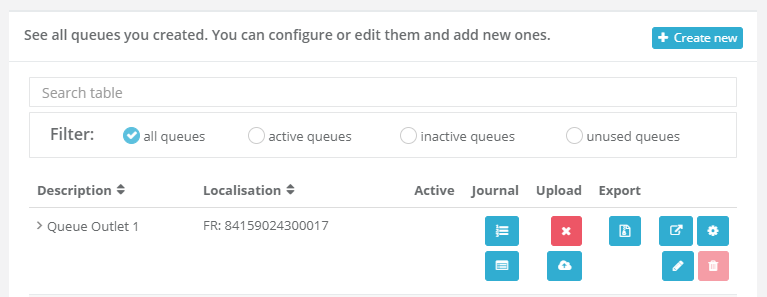 See all queues you created. You can configure or edit them and add new ones.
Create new
Search table
Filter: all queues active queues inactive queues unused queues
Description Localisation Active Journal Upload Export
Queue Outlet 1 FR: 84159024300017